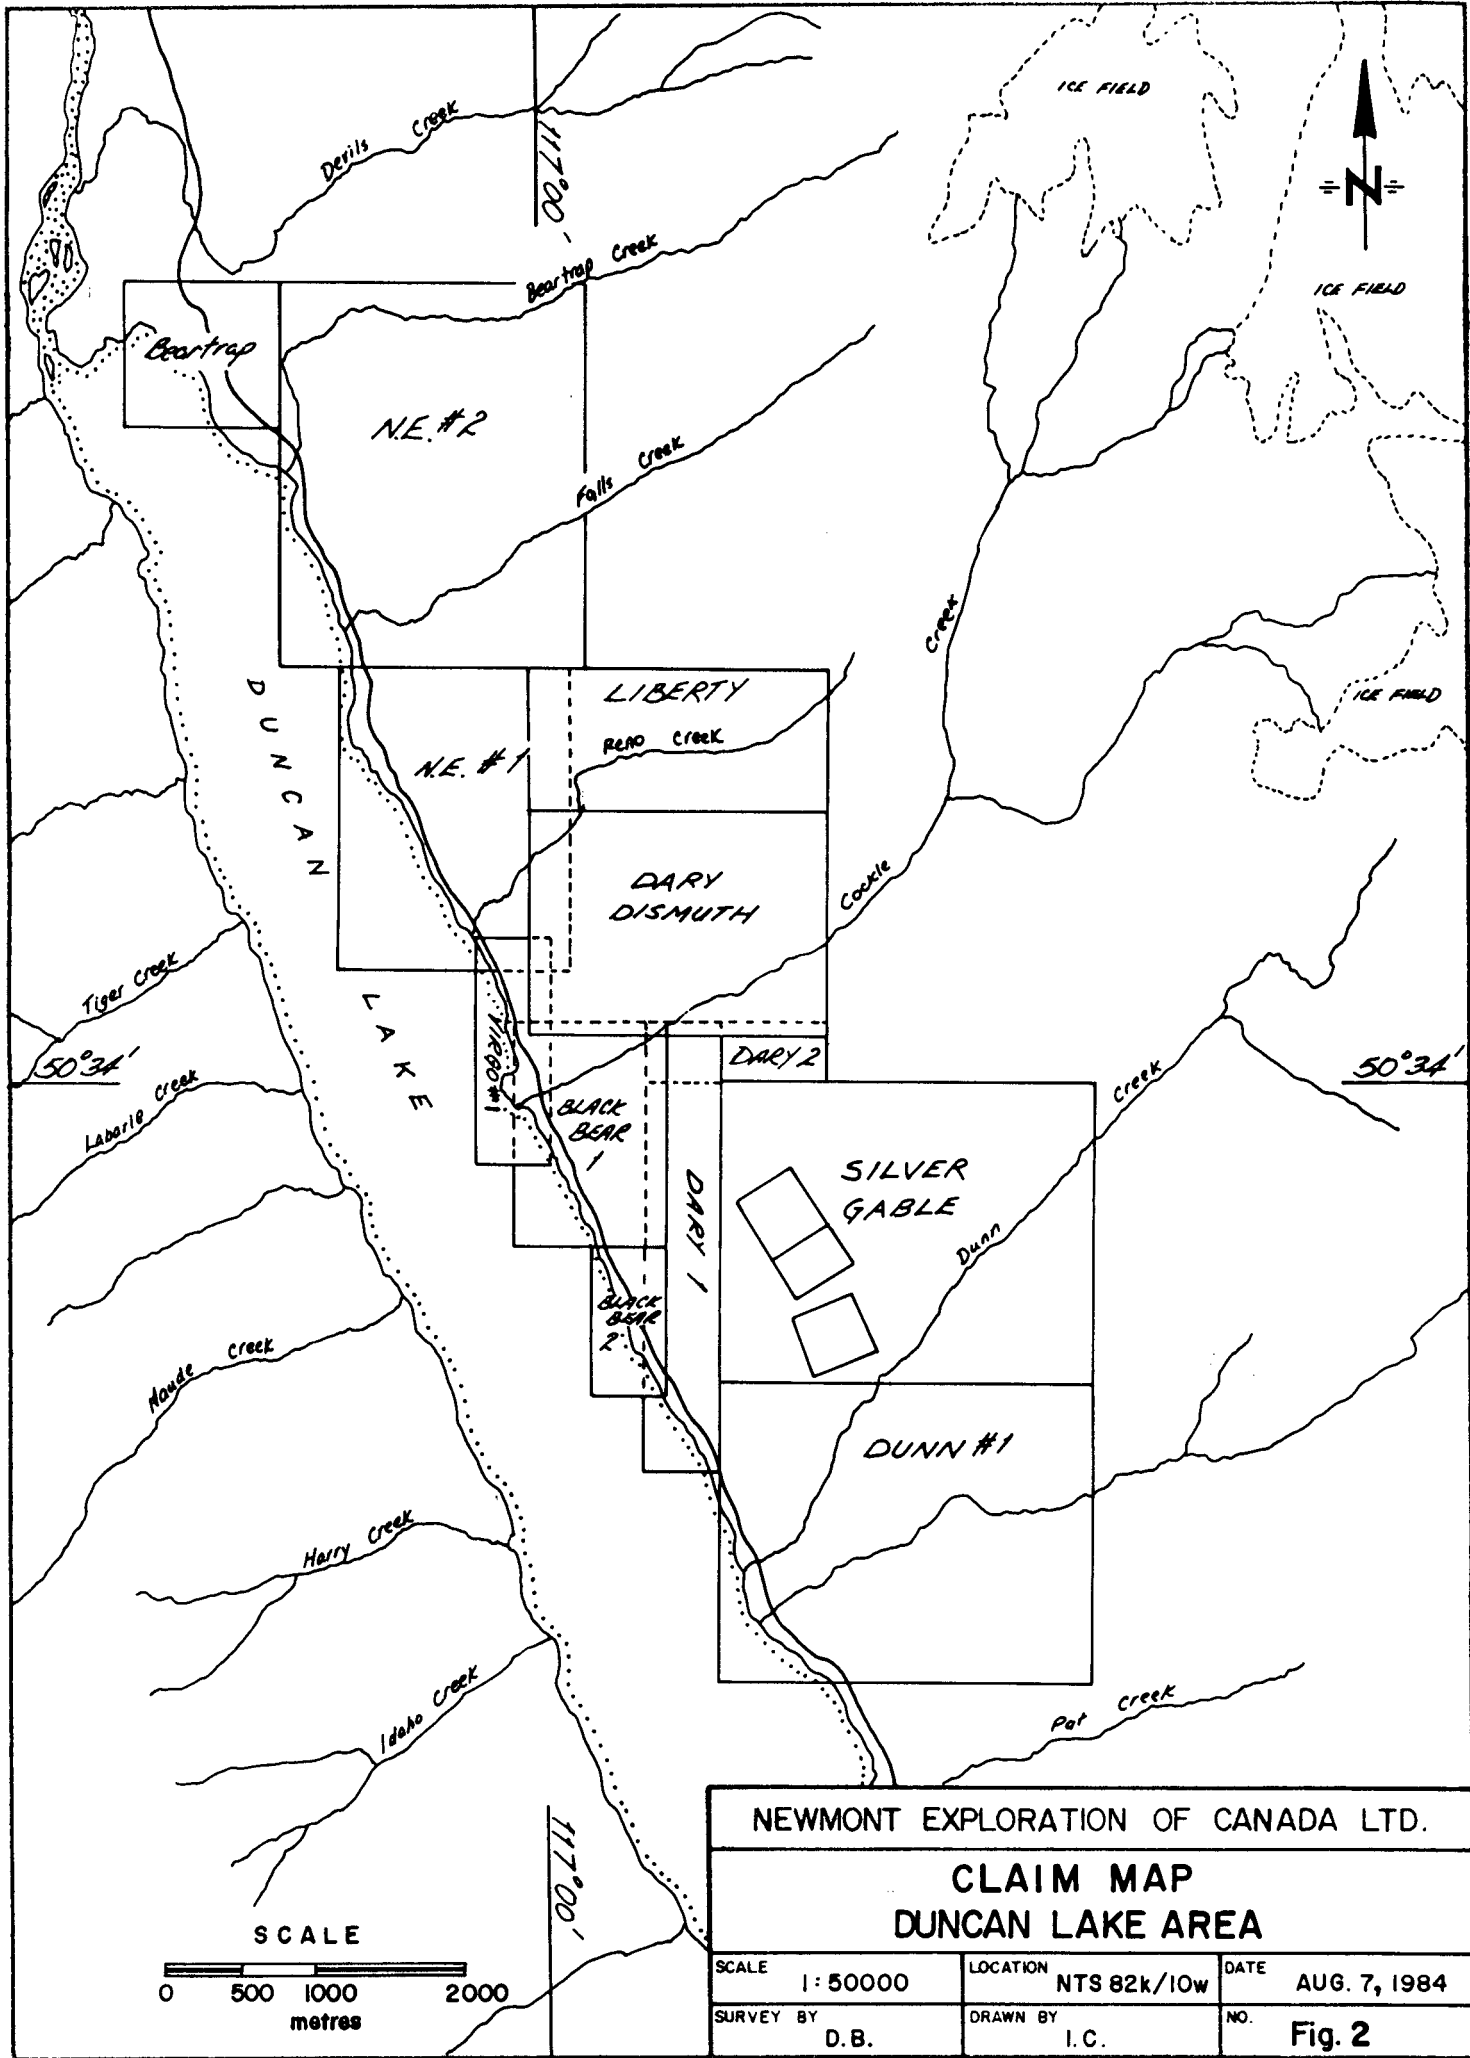 ICE FIELD
N
Devils Creek
117°00'
Beartrap Creek
ICE FIELD
Beartrap
N.E. #2
Falls Creek
Creek
LIBERTY
ICE FIELD
DUNCAN
Reno Creek
N.E. #1
DARY
DISMUTH
Cockle
Tiger Creek
LAKE
50°34'
VIRGO #1
DARY 2
50°34'
Creek
Labarie Creek
BLACK
BEAR
1
SILVER
GABLE
DARY 1
Dunn
BLACK
BEAR
2
Maude Creek
DUNN #1
Harry Creek
Idaho Creek
Pat Creek
117°00'
SCALE
0 500 1000 2000
metres
NEWMONT EXPLORATION OF CANADA LTD.
CLAIM MAP
DUNCAN LAKE AREA
SCALE 1:50000
LOCATION NTS 82k/10w
DATE AUG. 7, 1984
SURVEY BY D.B.
DRAWN BY I.C.
NO. Fig. 2